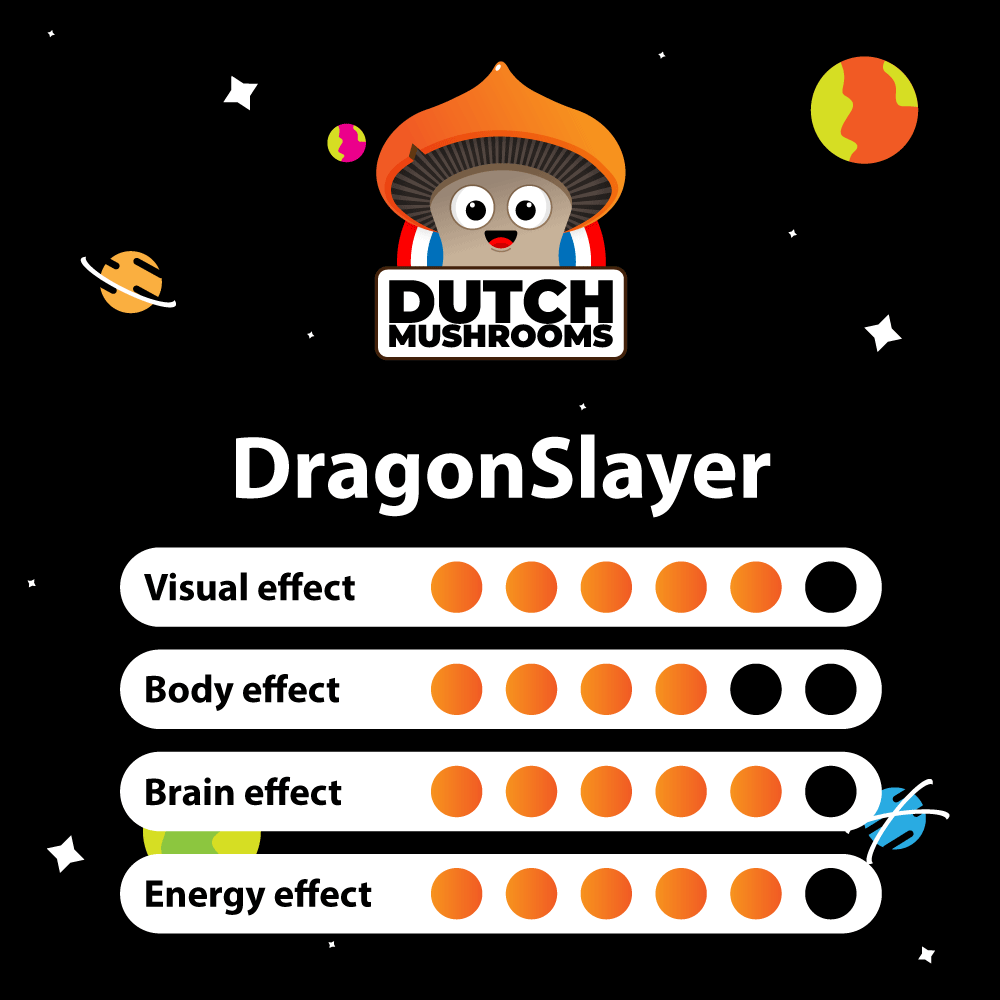 DUTCH
MUSHROOMS
DragonSlayer
Visual effect
Body effect
Brain effect
Energy effect